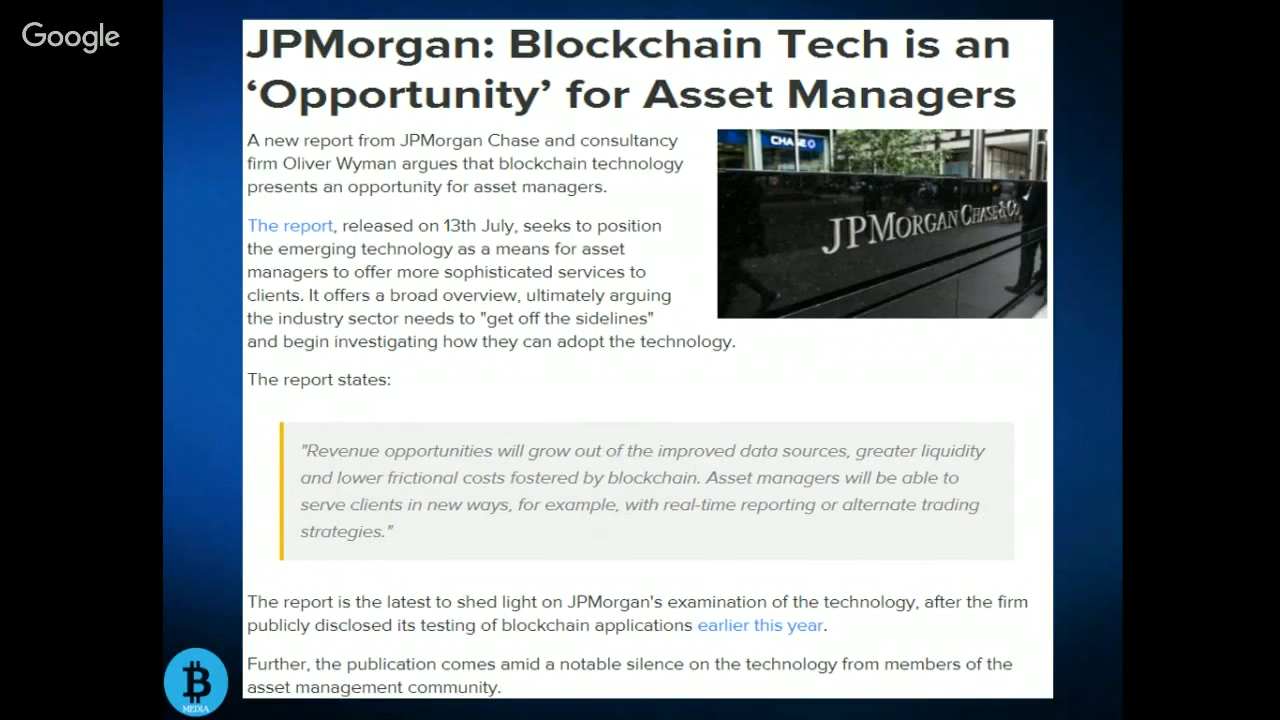 Google
JPMorgan: Blockchain Tech is an
‘Opportunity’ for Asset Managers
A new report from JPMorgan Chase and consultancy
firm Oliver Wyman argues that blockchain technology
presents an opportunity for asset managers.
CHASE
JPMORGAN CHASE & CO.
The report, released on 13th July, seeks to position
the emerging technology as a means for asset
managers to offer more sophisticated services to
clients. It offers a broad overview, ultimately arguing
the industry sector needs to "get off the sidelines"
and begin investigating how they can adopt the technology.
The report states:
"Revenue opportunities will grow out of the improved data sources, greater liquidity
and lower frictional costs fostered by blockchain. Asset managers will be able to
serve clients in new ways, for example, with real-time reporting or alternate trading
strategies."
The report is the latest to shed light on JPMorgan's examination of the technology, after the firm
publicly disclosed its testing of blockchain applications earlier this year.
Further, the publication comes amid a notable silence on the technology from members of the
asset management community.
MEDIA